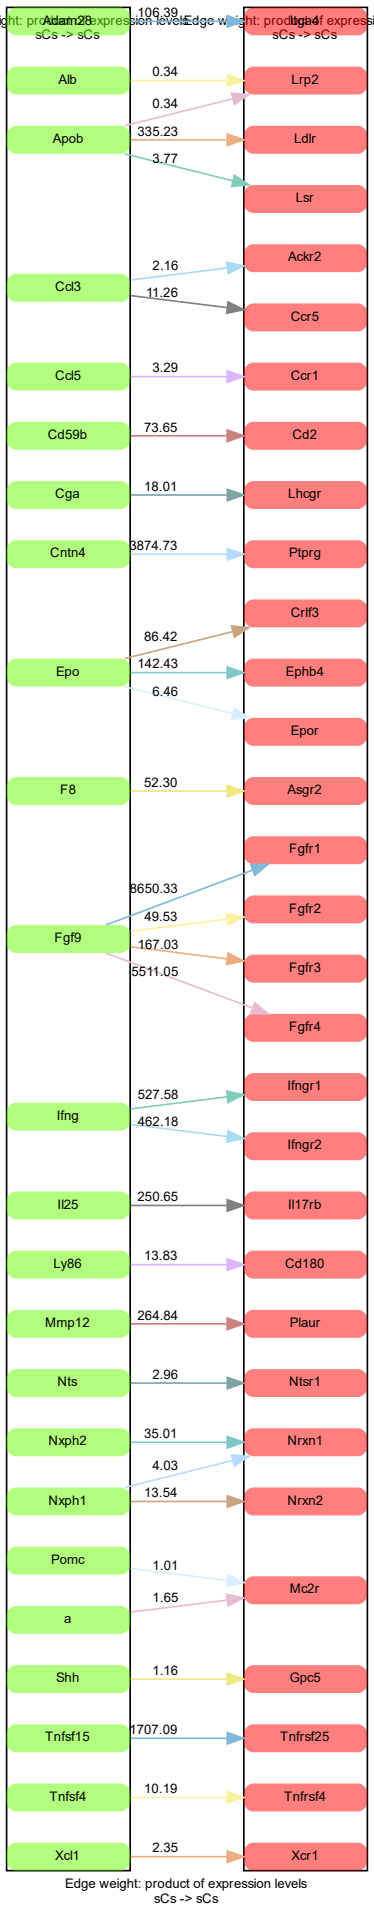 106.39
Adam28 Itga4
sCs -> sCs sCs -> sCs
Alb 0.34 Lrp2
0.34
Apob 335.23 Ldlr
3.77
Lsr
Ackr2
2.16
Ccl3
11.26
Ccr5
Ccl5 3.29 Ccr1
Cd59b 73.65 Cd2
Cga 18.01 Lhcgr
Cntn4 3874.73 Ptprg
Crlf3
86.42
Epo 142.43 Ephb4
6.46
Epor
F8 52.30 Asgr2
Fgfr1
8650.33
Fgfr2
49.53
Fgf9
167.03
Fgfr3
5511.05
Fgfr4
Ifngr1
527.58
Ifng
462.18
Ifngr2
Il25 250.65 Il17rb
Ly86 13.83 Cd180
Mmp12 264.84 Plaur
Nts 2.96 Ntsr1
Nxph2 35.01 Nrxn1
4.03
Nxph1 13.54 Nrxn2
Pomc
1.01
Mc2r
1.65
a
Shh 1.16 Gpc5
Tnfsf15 1707.09 Tnfrsf25
Tnfsf4 10.19 Tnfrsf4
Xcl1 2.35 Xcr1
Edge weight: product of expression levels
sCs -> sCs